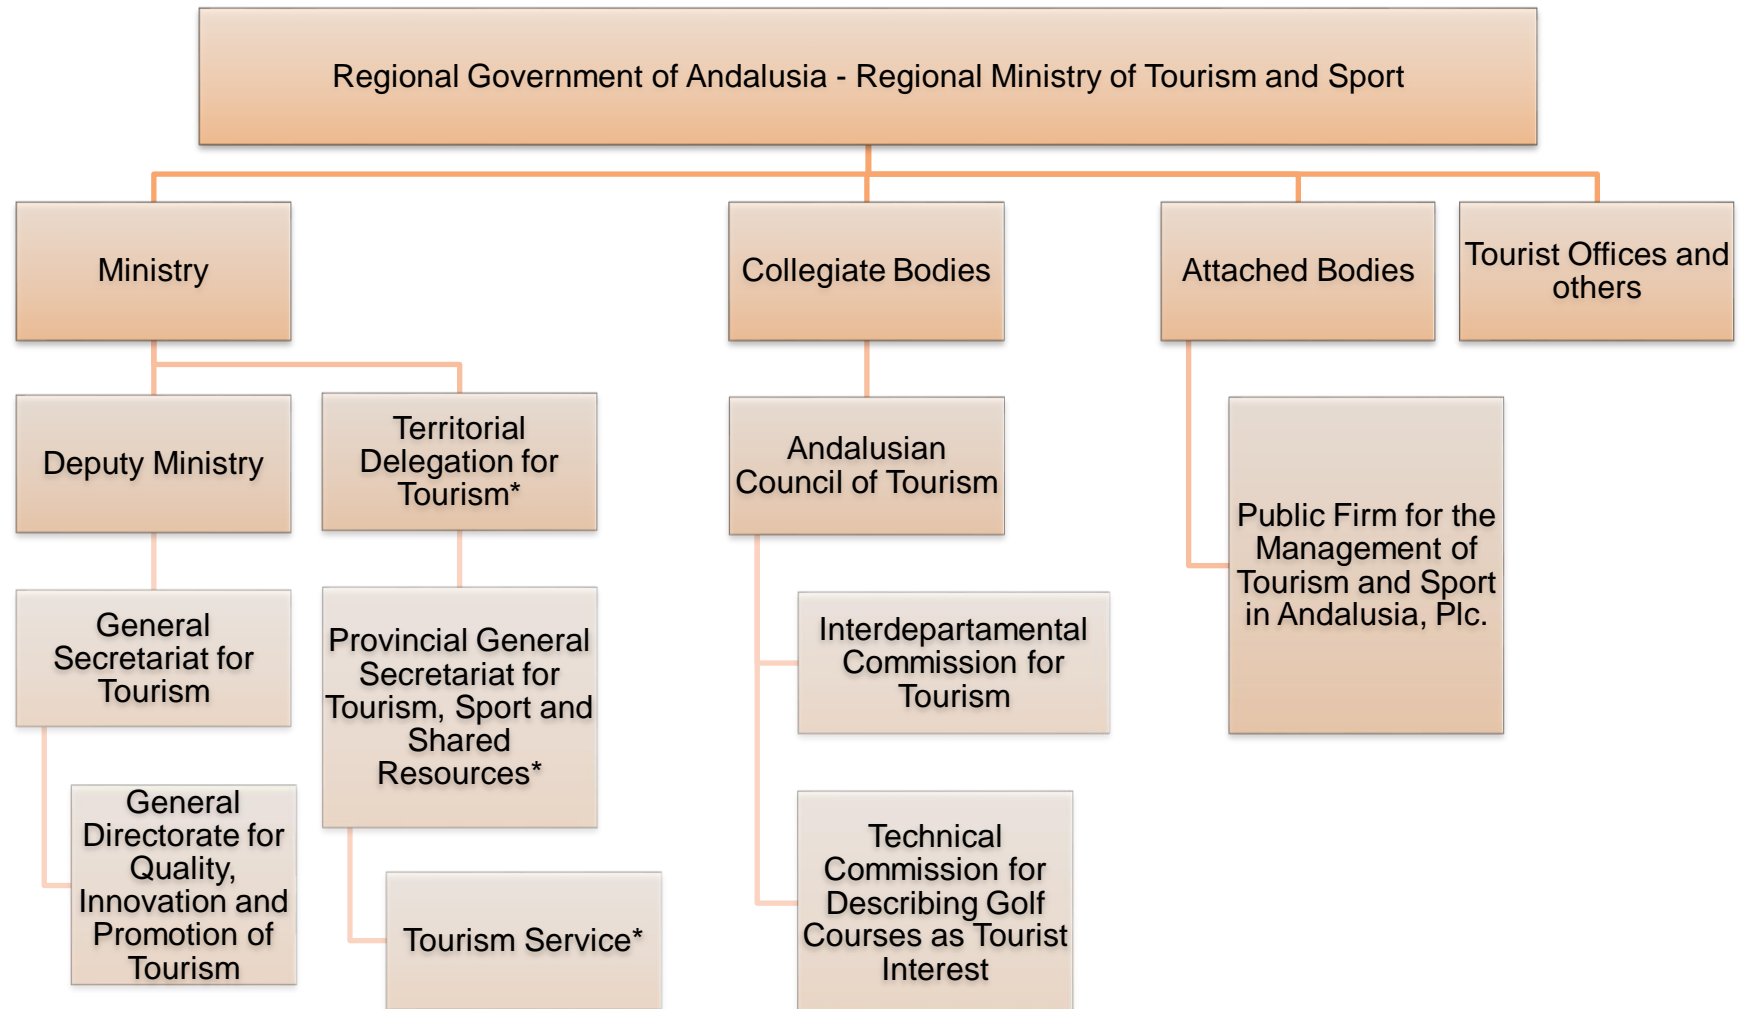 Regional Government of Andalusia - Regional Ministry of Tourism and Sport
Ministry
Collegiate Bodies
Attached Bodies
Tourist Offices and
others
Deputy Ministry
Territorial
Delegation for
Tourism*
Andalusian
Council of Tourism
Public Firm for the
Management of
Tourism and Sport
in Andalusia, Plc.
General
Secretariat for
Tourism
Provincial General
Secretariat for
Tourism, Sport and
Shared
Resources*
Interdepartamental
Commission for
Tourism
General
Directorate for
Quality,
Innovation and
Promotion of
Tourism
Tourism Service*
Technical
Commission for
Describing Golf
Courses as Tourist
Interest